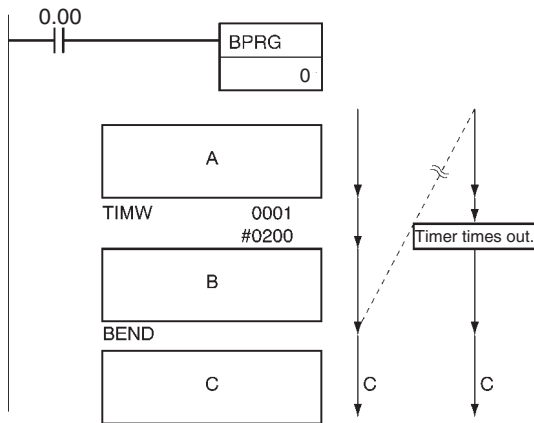 0.00
BPRG
0
A
TIMW 0001
#0200
Timer times out.
B
BEND
C
C
C